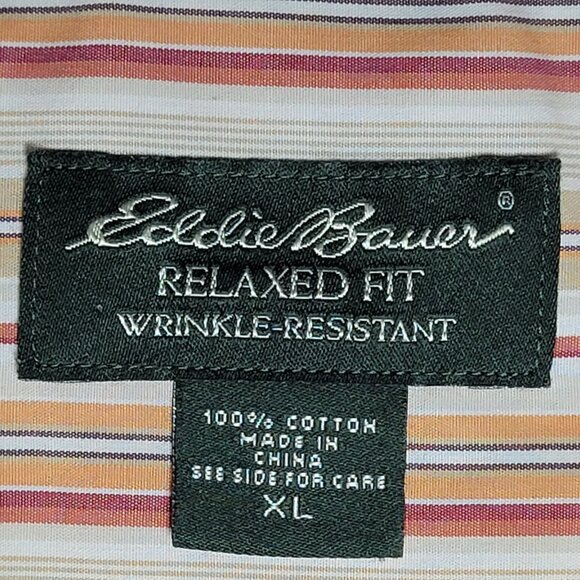 Eddie Bauer®
RELAXED FIT
WRINKLE-RESISTANT
100% COTTON
MADE IN
CHINA
SEE SIDE FOR CARE
XL